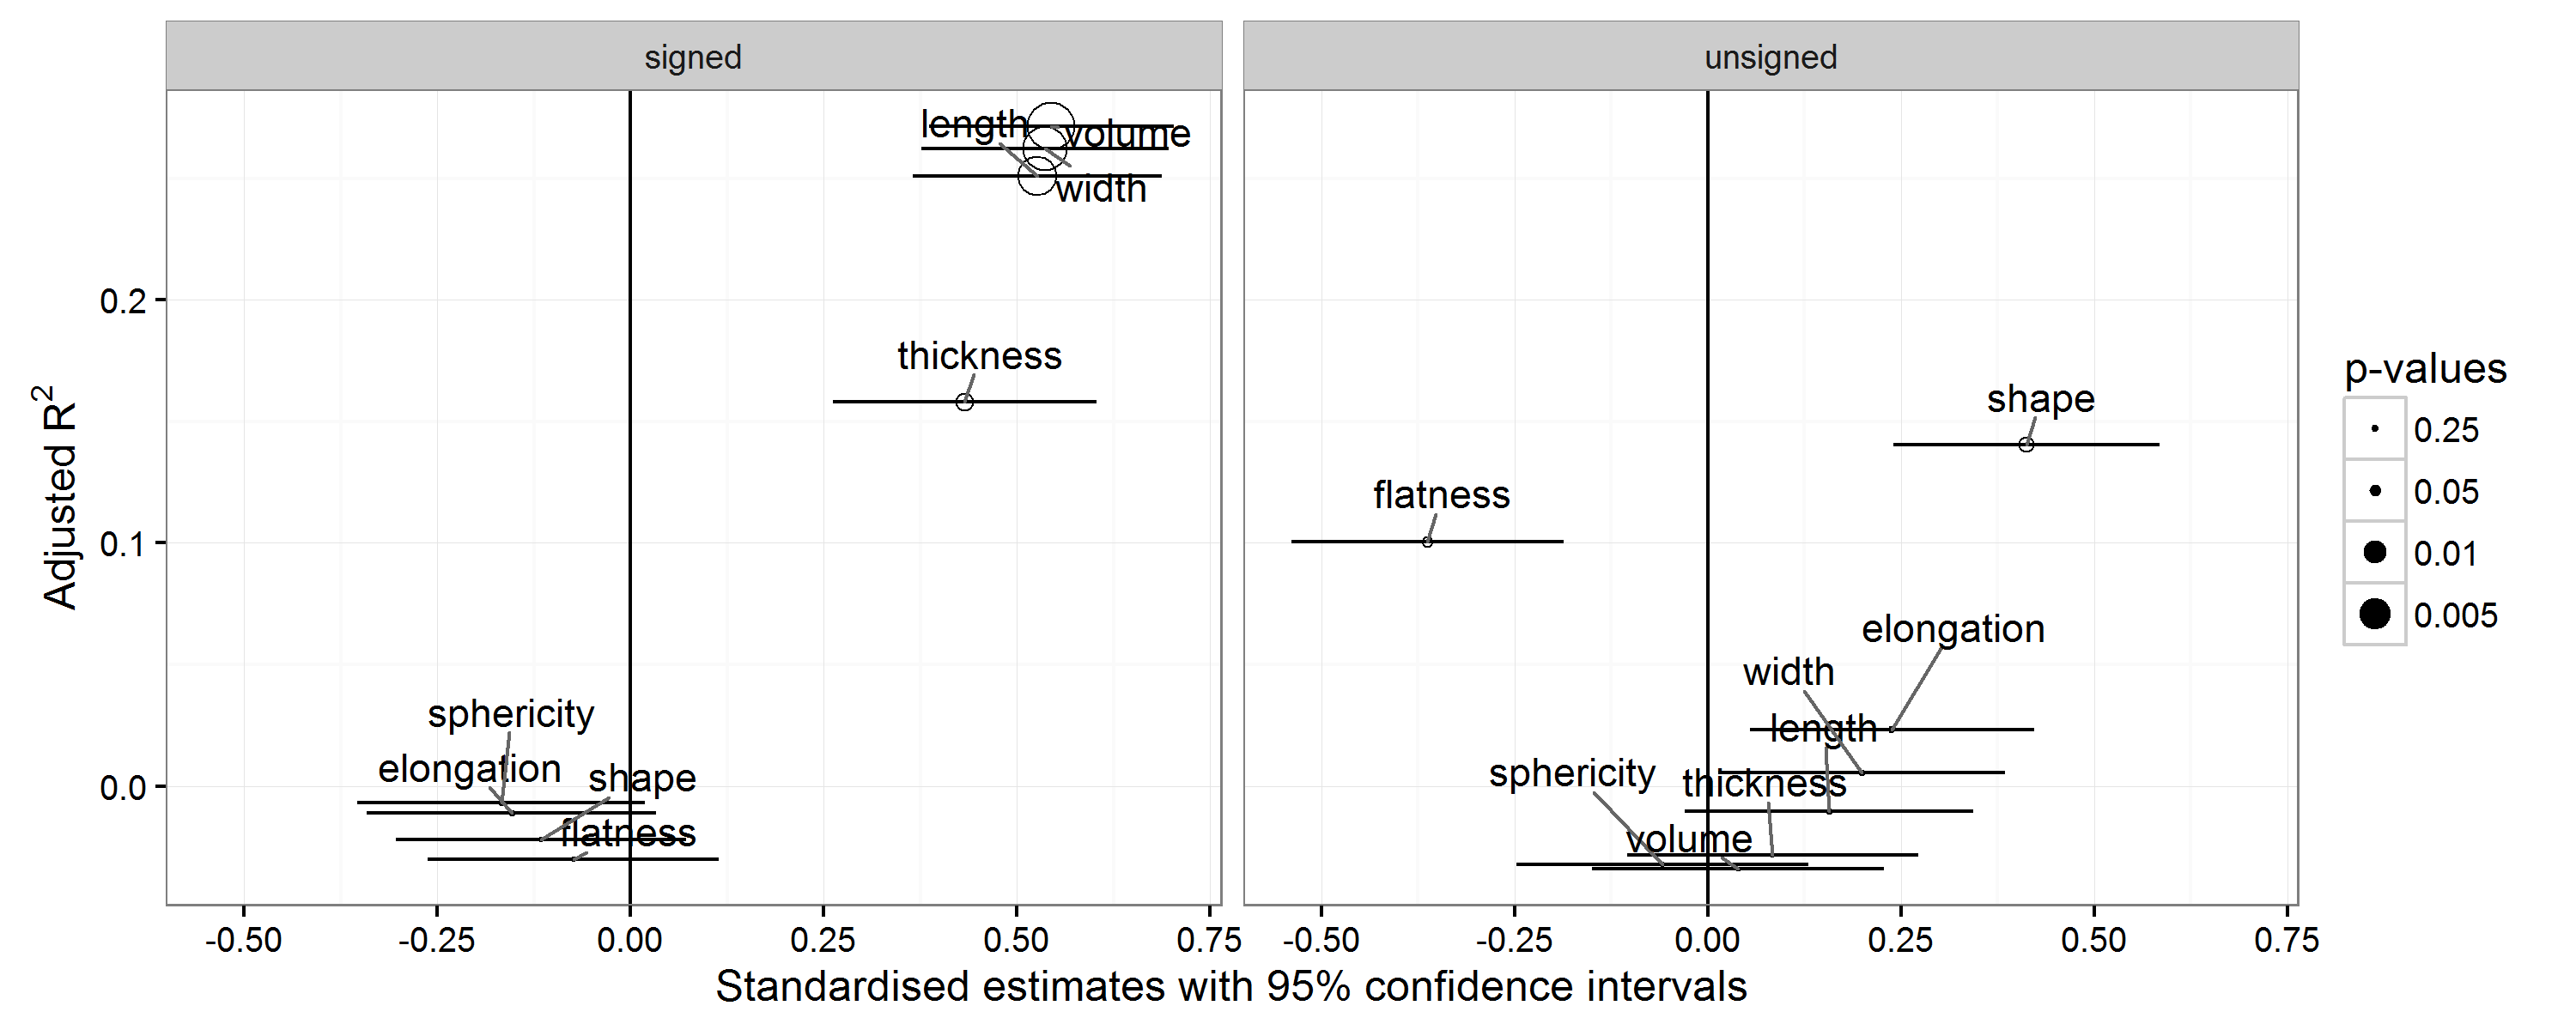 signed
unsigned
length
volume
width
thickness
sphericity
elongation
shape
flatness
shape
flatness
elongation
width
length
sphericity
thickness
volume
0.2
0.1
0.0
Adjusted R²
-0.50
-0.25
0.00
0.25
0.50
0.75
-0.50
-0.25
0.00
0.25
0.50
0.75
Standardised estimates with 95% confidence intervals
p-values
0.25
0.05
0.01
0.005